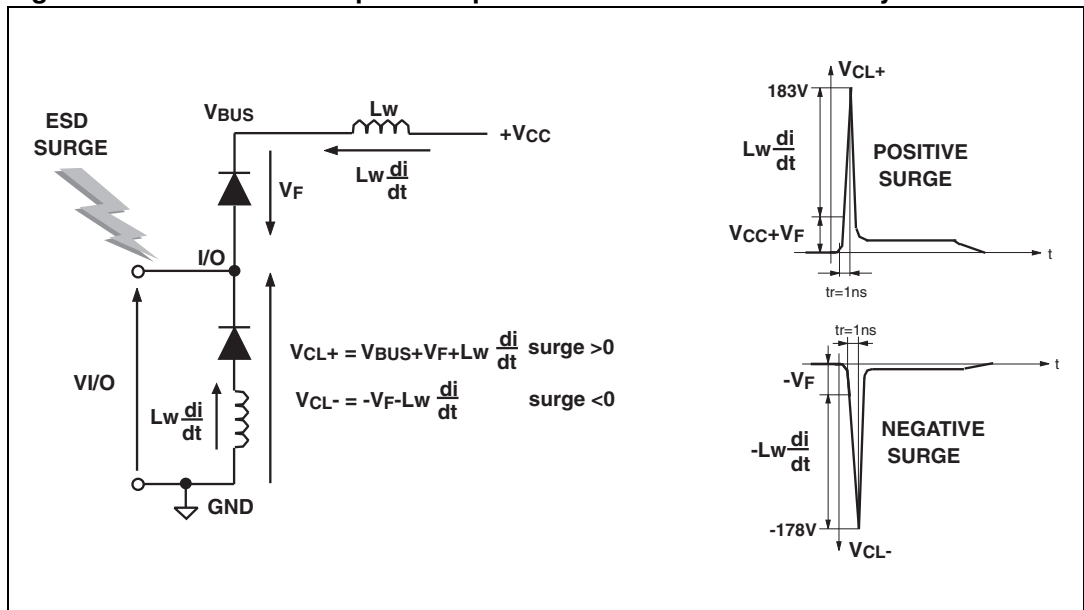 ESD
SURGE
VBUS
Lw
+VCC
Lw di/dt
VF
I/O
VI/O
Lw di/dt
GND
VCL+ = VBUS+VF+Lw di/dt surge >0
VCL- = -VF-Lw di/dt surge <0
VCL+
183V
Lw di/dt
POSITIVE
SURGE
VCC+VF
t
tr=1ns
tr=1ns
t
-VF
-Lw di/dt
NEGATIVE
SURGE
-178V
VCL-